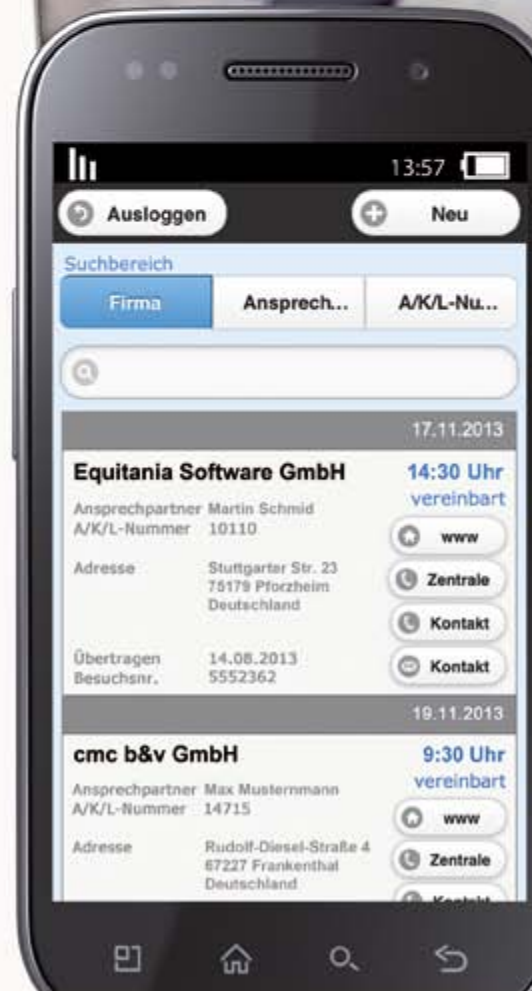 13:57
Ausloggen Neu
Suchbereich
Firma Ansprech... A/K/L-Nu...
17.11.2013
Equitania Software GmbH 14:30 Uhr
vereinbart
Ansprechpartner Martin Schmid
A/K/L-Nummer 10110
www
Adresse Stuttgarter Str. 23
75179 Pforzheim
Deutschland
Zentrale
Kontakt
Übertragen 14.08.2013
Besuchsnr. 5552362
Kontakt
19.11.2013
cmc b&v GmbH 9:30 Uhr
vereinbart
Ansprechpartner Max Musternmann
A/K/L-Nummer 14715
www
Adresse Rudolf-Diesel-Straße 4
67227 Frankenthal
Deutschland
Zentrale
Kontakt